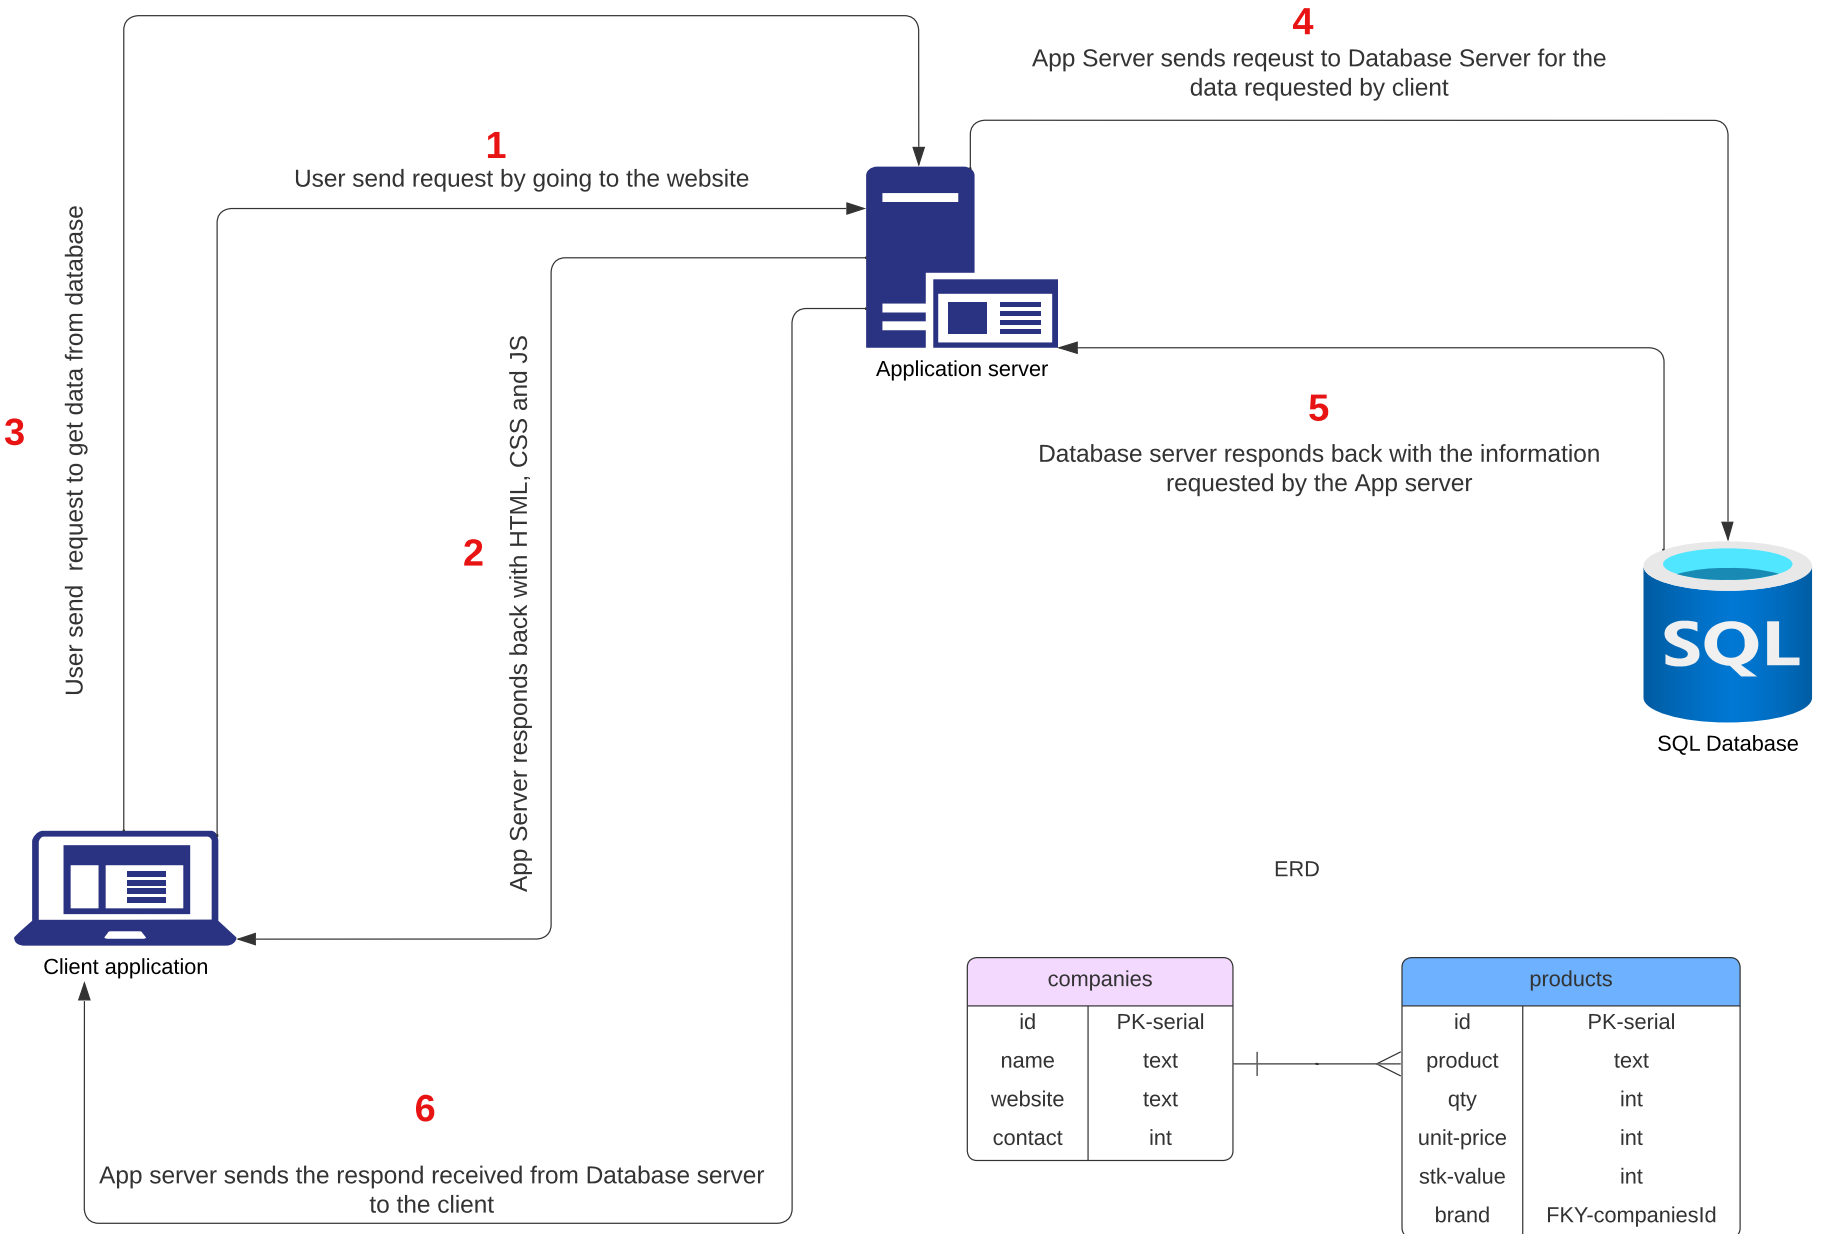 4
App Server sends reqeust to Database Server for the
data requested by client
1
User send request by going to the website
3
User send  request to get data from database
2
App Server responds back with HTML, CSS and JS
Application server
5
Database server responds back with the information
requested by the App server
SQL
SQL Database
Client application
6
App server sends the respond received from Database server
to the client
ERD
companies
id PK-serial
name text
website text
contact int
products
id PK-serial
product text
qty int
unit-price int
stk-value int
brand FKY-companiesId